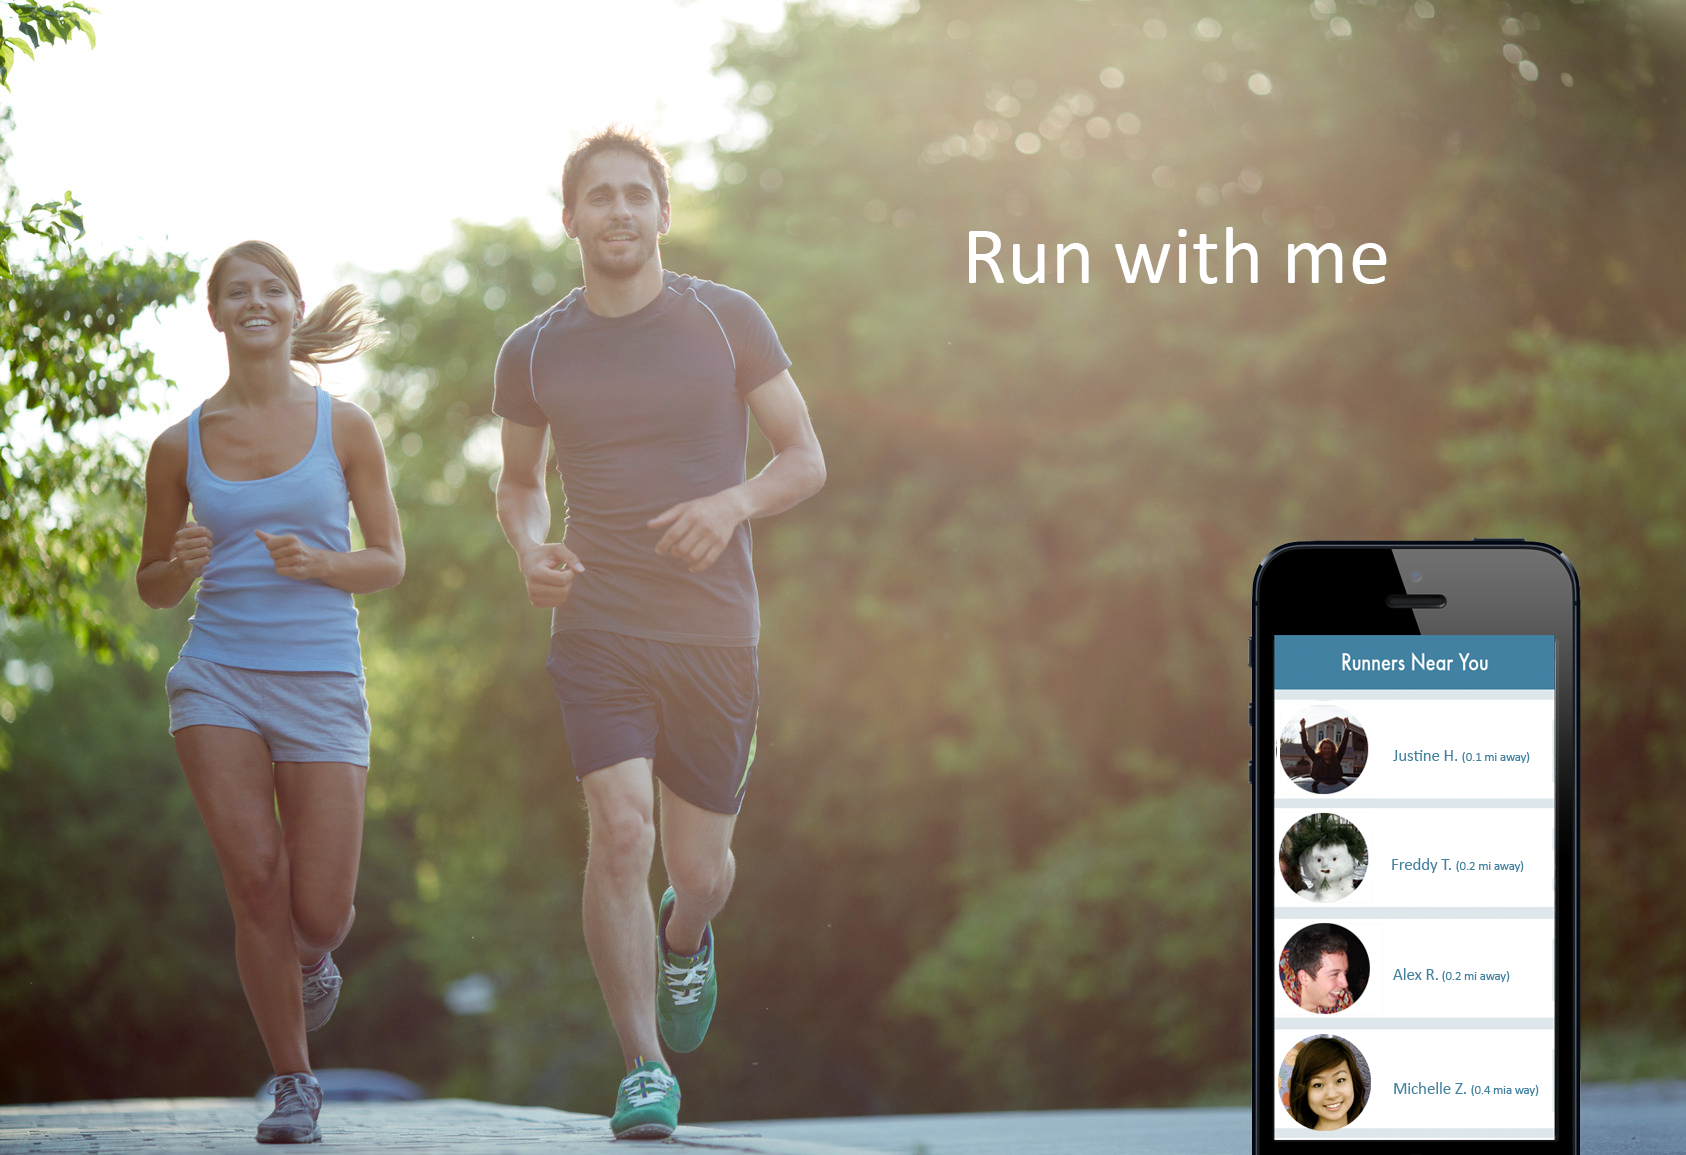 Run with me
Runners Near You
Justine H. (0.1 mi away)
Freddy T. (0.2 mi away)
Alex R. (0.2 mi away)
Michelle Z. (0.4 mia way)